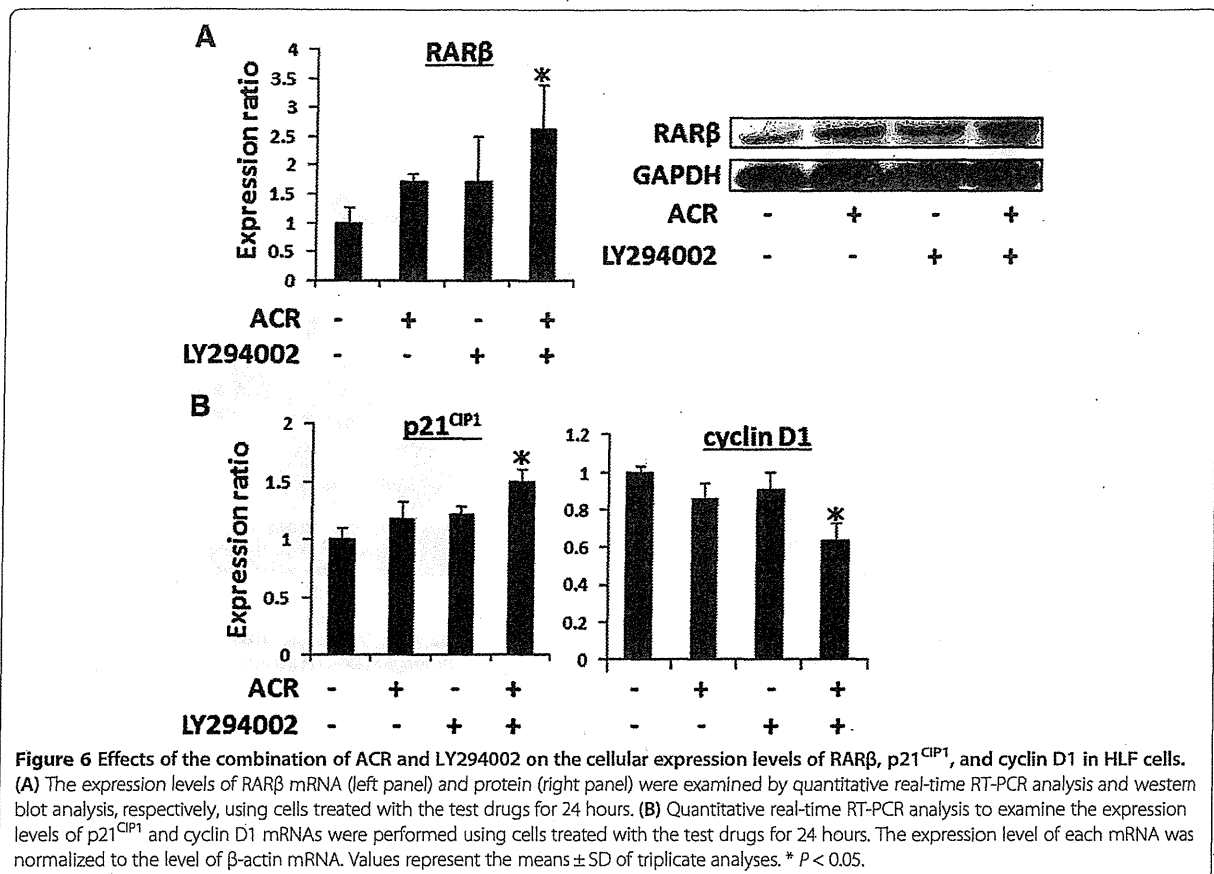 A
RARβ
Expression ratio
4
3.5
3
2.5
2
1.5
1
0.5
0
*
ACR - + - +
LY294002 - - + +
RARβ
GAPDH
ACR - + - +
LY294002 - - + +
B
p21^CIP1
Expression ratio
2
1.5
1
0.5
0
*
cyclin D1
1.2
1
0.8
0.6
0.4
0.2
0
*
ACR - + - + - + - +
LY294002 - - + + - - + +
Figure 6 Effects of the combination of ACR and LY294002 on the cellular expression levels of RARβ, p21^CIP1, and cyclin D1 in HLF cells.
(A) The expression levels of RARβ mRNA (left panel) and protein (right panel) were examined by quantitative real-time RT-PCR analysis and western
blot analysis, respectively, using cells treated with the test drugs for 24 hours. (B) Quantitative real-time RT-PCR analysis to examine the expression
levels of p21^CIP1 and cyclin D1 mRNAs were performed using cells treated with the test drugs for 24 hours. The expression level of each mRNA was
normalized to the level of β-actin mRNA. Values represent the means ± SD of triplicate analyses. * P < 0.05.